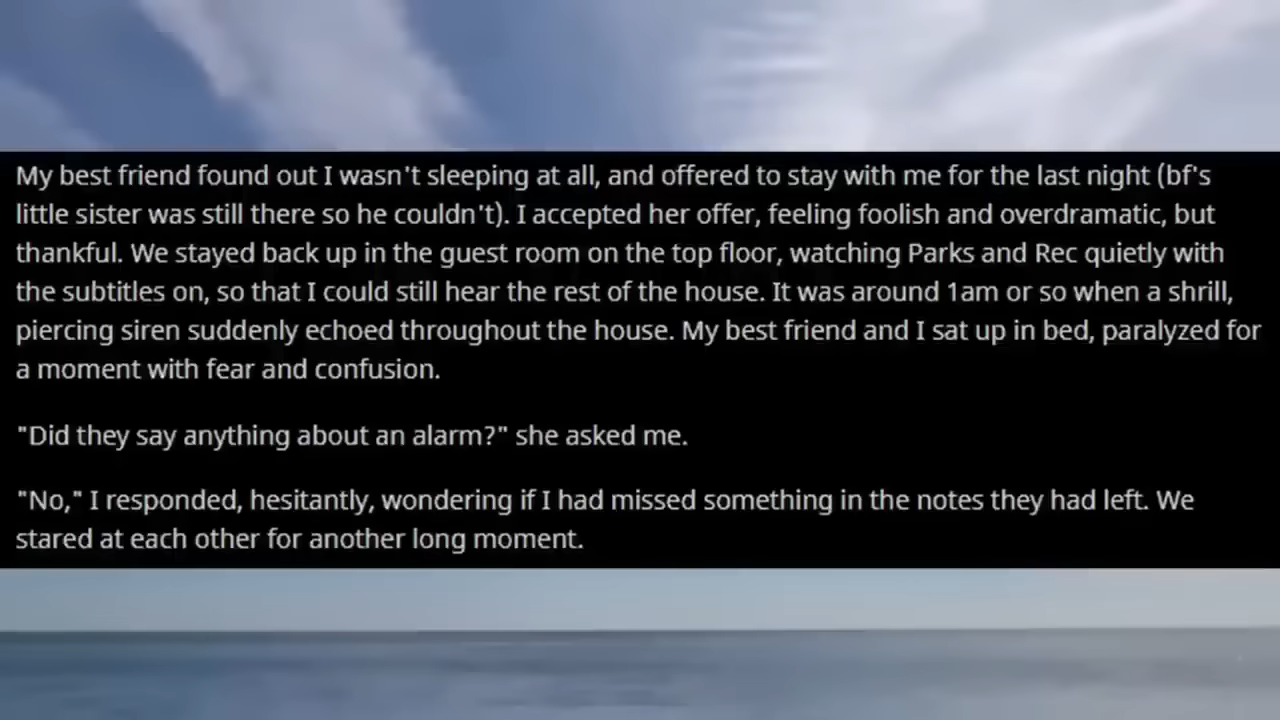 My best friend found out I wasn't sleeping at all, and offered to stay with me for the last night (bf's
little sister was still there so he couldn't). I accepted her offer, feeling foolish and overdramatic, but
thankful. We stayed back up in the guest room on the top floor, watching Parks and Rec quietly with
the subtitles on, so that I could still hear the rest of the house. It was around 1am or so when a shrill,
piercing siren suddenly echoed throughout the house. My best friend and I sat up in bed, paralyzed for
a moment with fear and confusion.
"Did they say anything about an alarm?" she asked me.
"No," I responded, hesitantly, wondering if I had missed something in the notes they had left. We
stared at each other for another long moment.